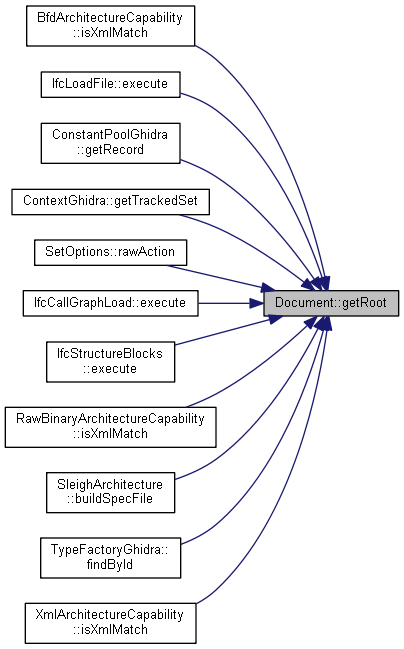 BfdArchitectureCapability
::isXmlMatch
IfcLoadFile::execute
ConstantPoolGhidra
::getRecord
ContextGhidra::getTrackedSet
SetOptions::rawAction
IfcCallGraphLoad::execute
Document::getRoot
IfcStructureBlocks
::execute
RawBinaryArchitectureCapability
::isXmlMatch
SleighArchitecture
::buildSpecFile
TypeFactoryGhidra::
findById
XmlArchitectureCapability
::isXmlMatch